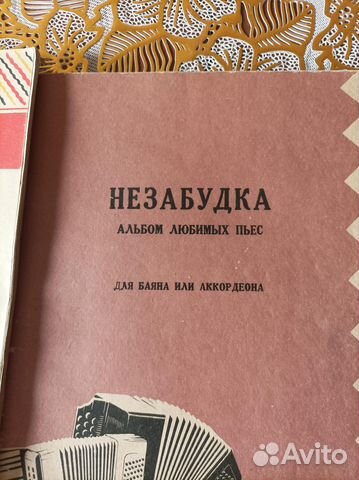 НЕЗАБУДКА
АЛЬБОМ ЛЮБИМЫХ ПЬЕС
ДЛЯ БАЯНА ИЛИ АККОРДЕОНА
Avito